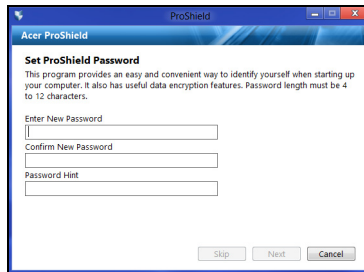 ProShield
Acer ProShield
Set ProShield Password
This program provides an easy and convenient way to identify yourself when starting up
your computer. It also has useful data encryption features. Password length must be 4
to 12 characters.
Enter New Password
Confirm New Password
Password Hint
Skip Next Cancel